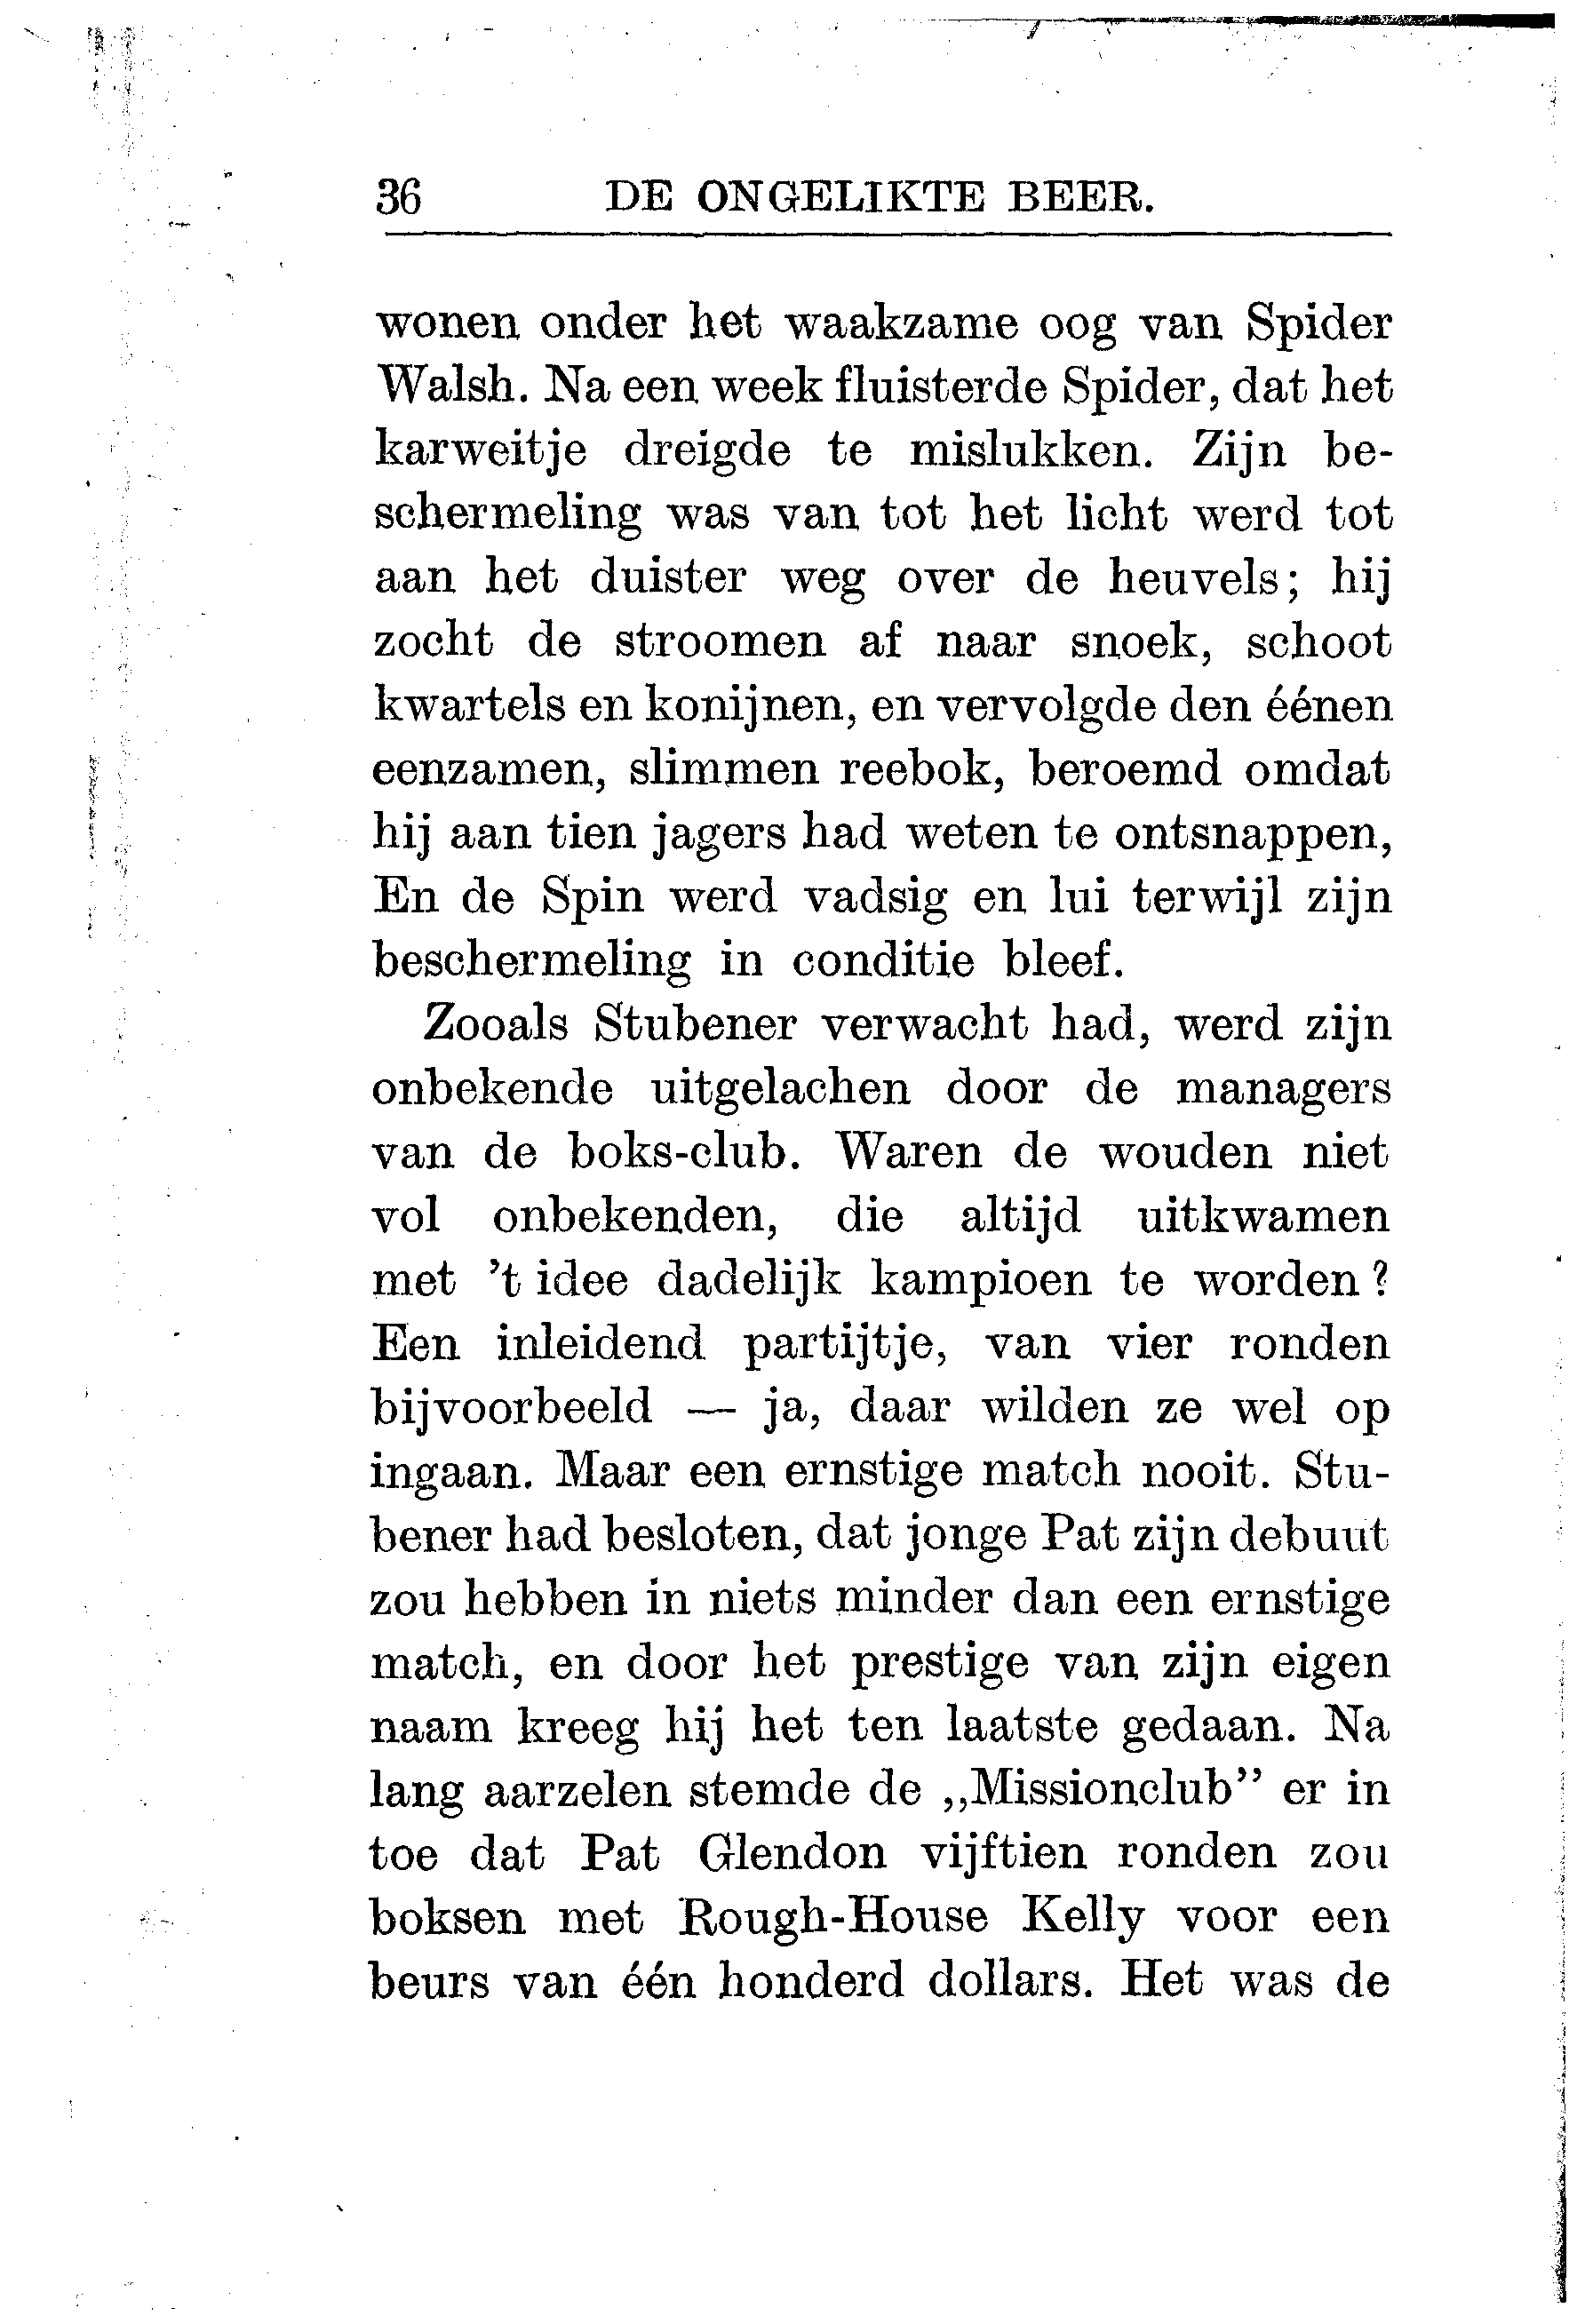 36 DE ONGELIKTE BEER.
wonen onder het waakzame oog van Spider
Walsh. Na een week fluisterde Spider, dat het
karweitje dreigde te mislukken. Zijn be-
schermeling was van tot het licht werd tot
aan het duister weg over de heuvels; hij
zocht de stroomen af naar snoek, schoot
kwartels en konijnen, en vervolgde den éénen
eenzamen, slimmen reebok, beroemd omdat
hij aan tien jagers had weten te ontsnappen,
En de Spin werd vadsig en lui terwijl zijn
beschermeling in conditie bleef.
Zooals Stubener verwacht had, werd zijn
onbekende uitgelachen door de managers
van de boks-club. Waren de wouden niet
vol onbekenden, die altijd uitkwamen
met 't idee dadelijk kampioen te worden?
Een inleidend partijtje, van vier ronden
bijvoorbeeld — ja, daar wilden ze wel op
ingaan. Maar een ernstige match nooit. Stu-
bener had besloten, dat jonge Pat zijn debuut
zou hebben in niets minder dan een ernstige
match, en door het prestige van zijn eigen
naam kreeg hij het ten laatste gedaan. Na
lang aarzelen stemde de ,,Missionclub” er in
toe dat Pat Glendon vijftien ronden zou
boksen met Rough-House Kelly voor een
beurs van één honderd dollars. Het was de